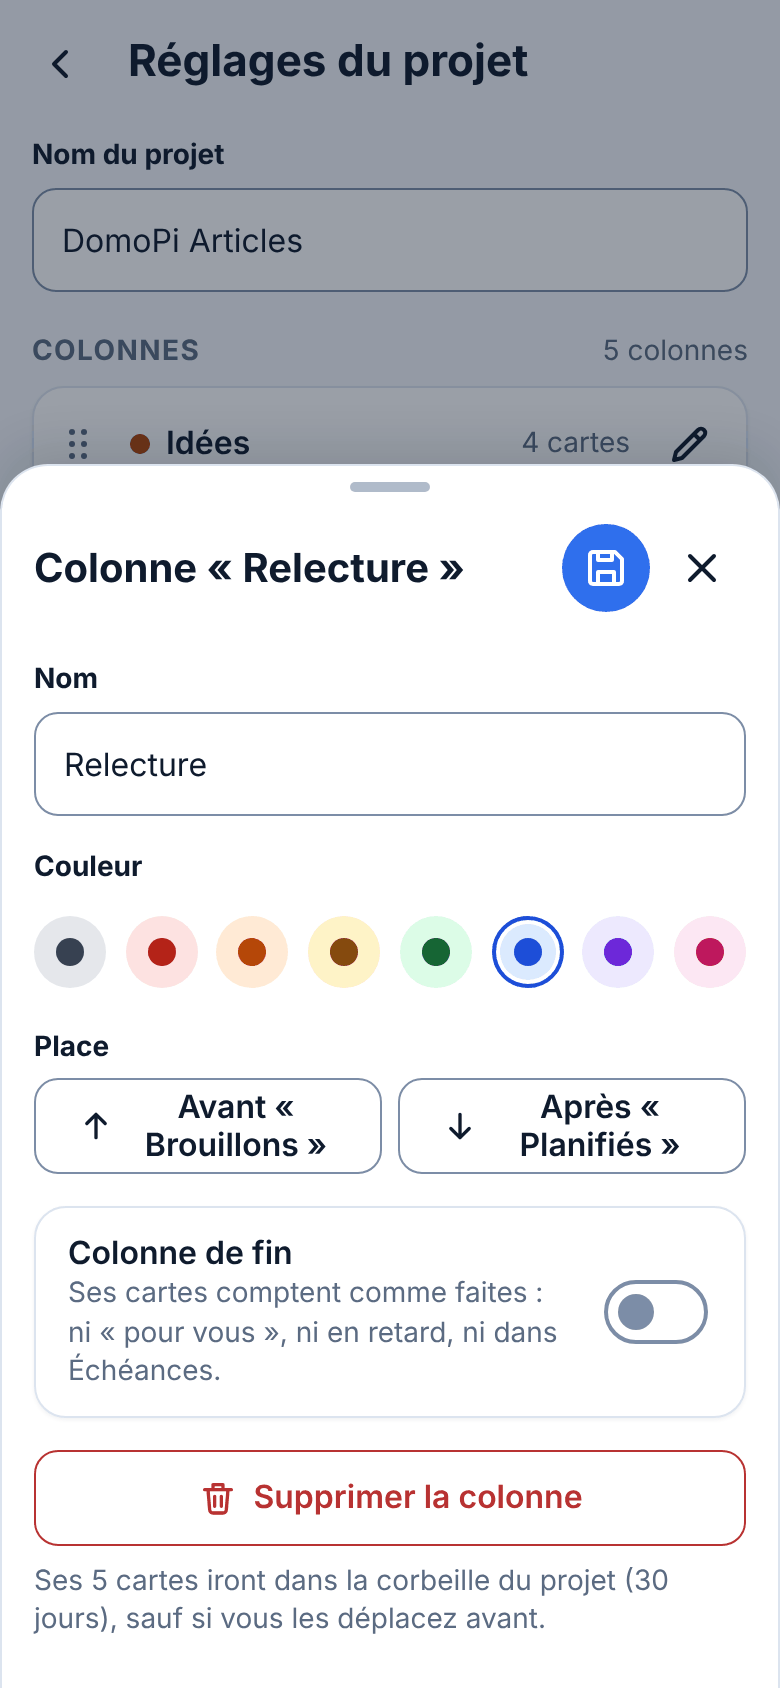 Réglages du projet
Nom du projet
DomoPi Articles
COLONNES
5 colonnes
Idées
4 cartes
Colonne « Relecture »
Nom
Relecture
Couleur
Place
Avant «
Brouillons »
Après «
Planifiés »
Colonne de fin
Ses cartes comptent comme faites :
ni « pour vous », ni en retard, ni dans
Échéances.
Supprimer la colonne
Ses 5 cartes iront dans la corbeille du projet (30
jours), sauf si vous les déplacez avant.